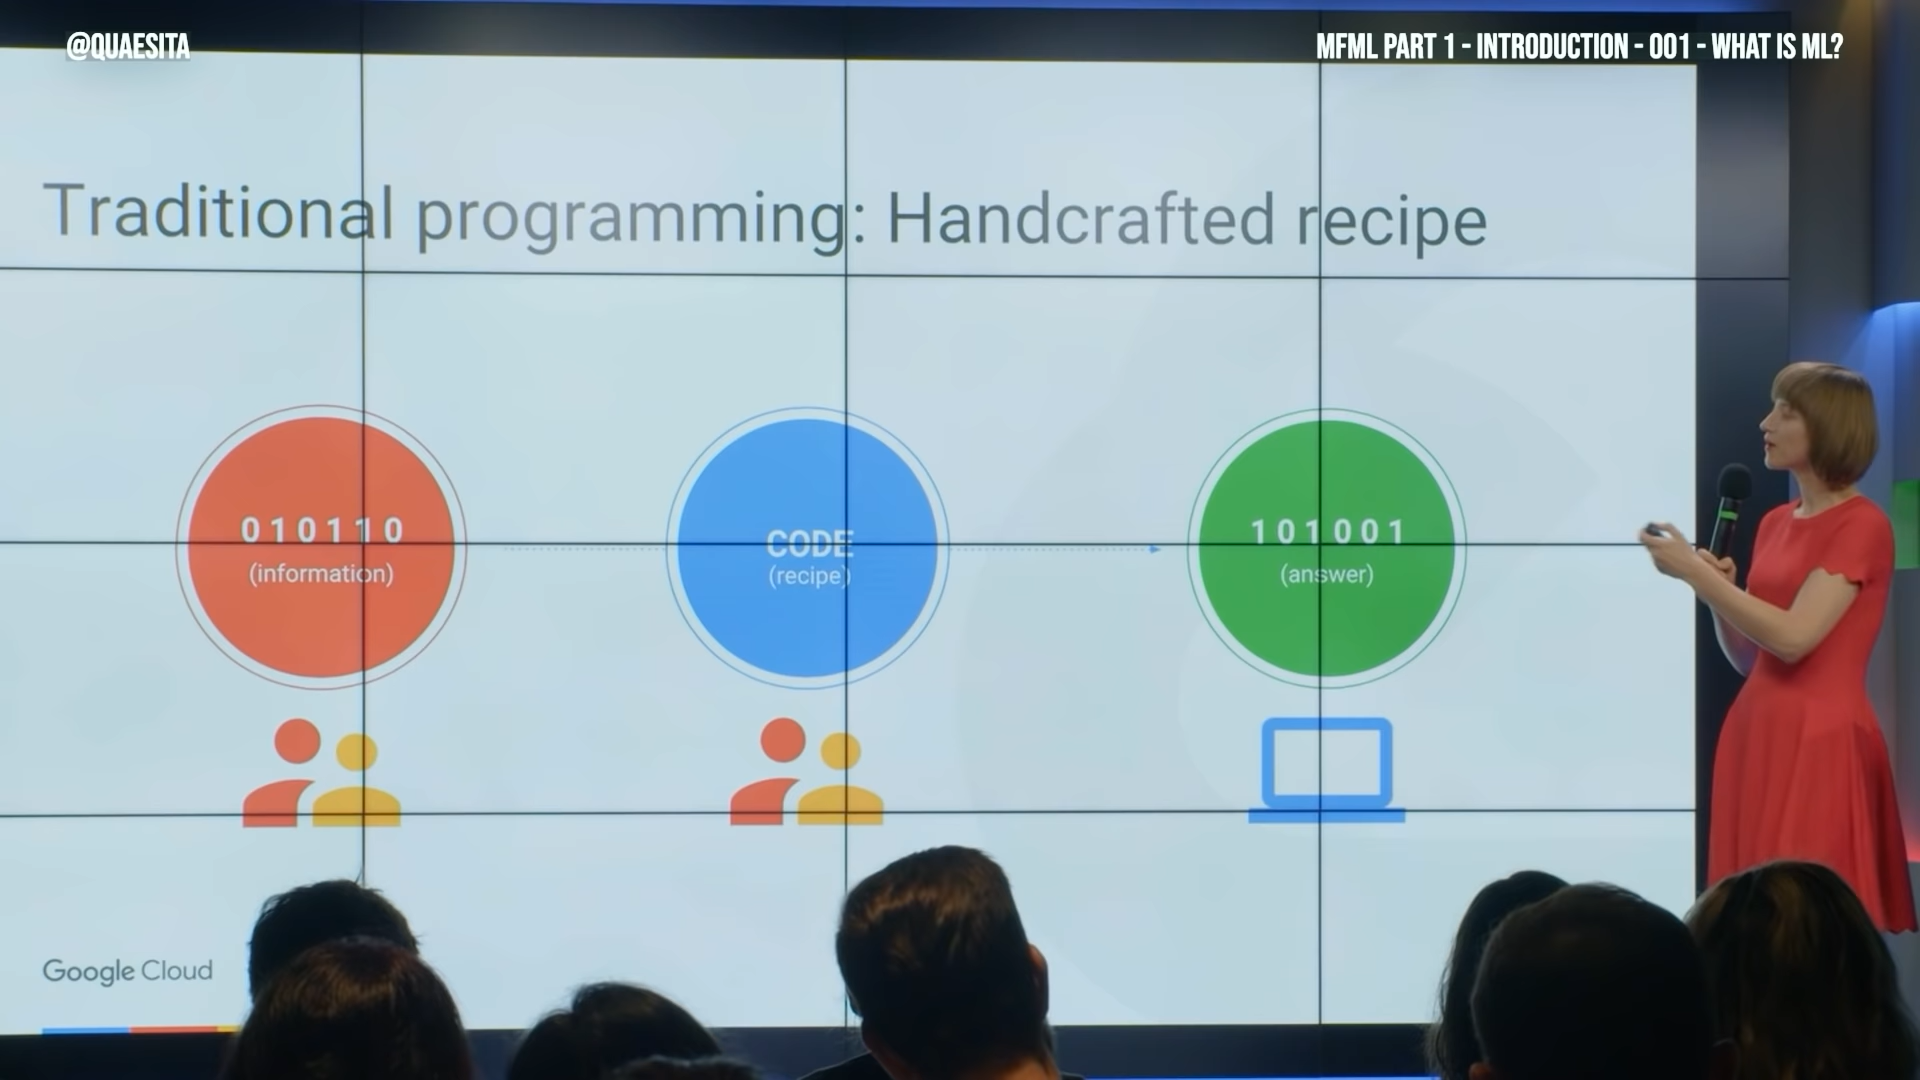 @QUAESITA
MFML PART 1 - INTRODUCTION - 001 - WHAT IS ML?
Traditional programming: Handcrafted recipe
010110
(information)
CODE
(recipe)
101001
(answer)
Google Cloud